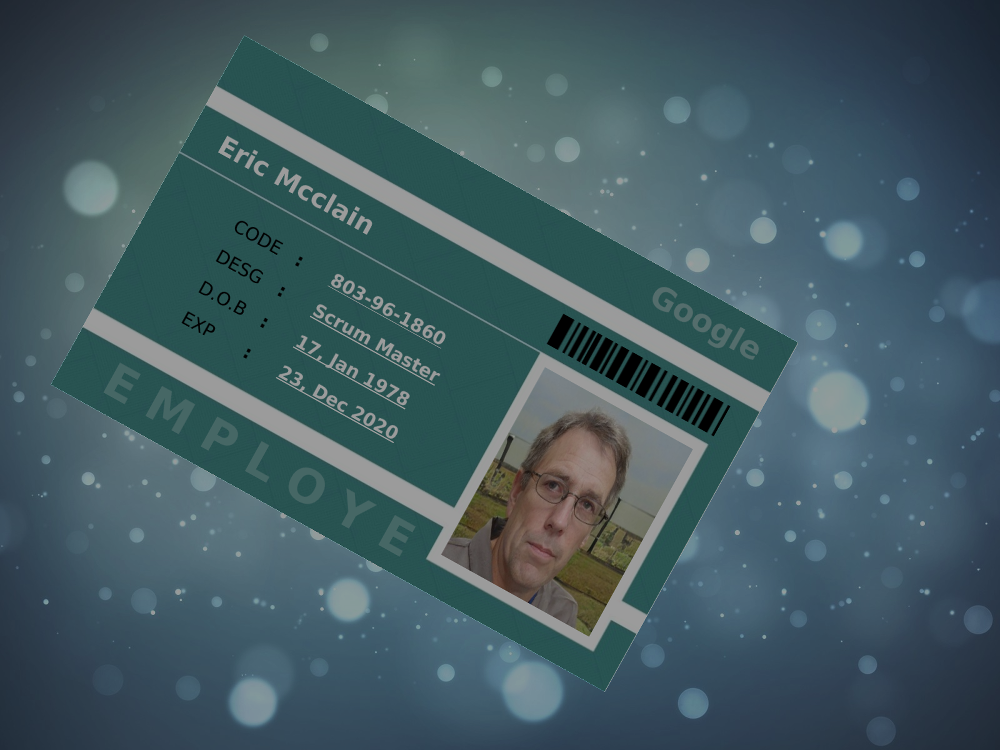 Google
Eric Mcclain
CODE : 803-96-1860
DESG : Scrum Master
D.O.B : 17, Jan 1978
EXP : 23, Dec 2020
EMPLOYE